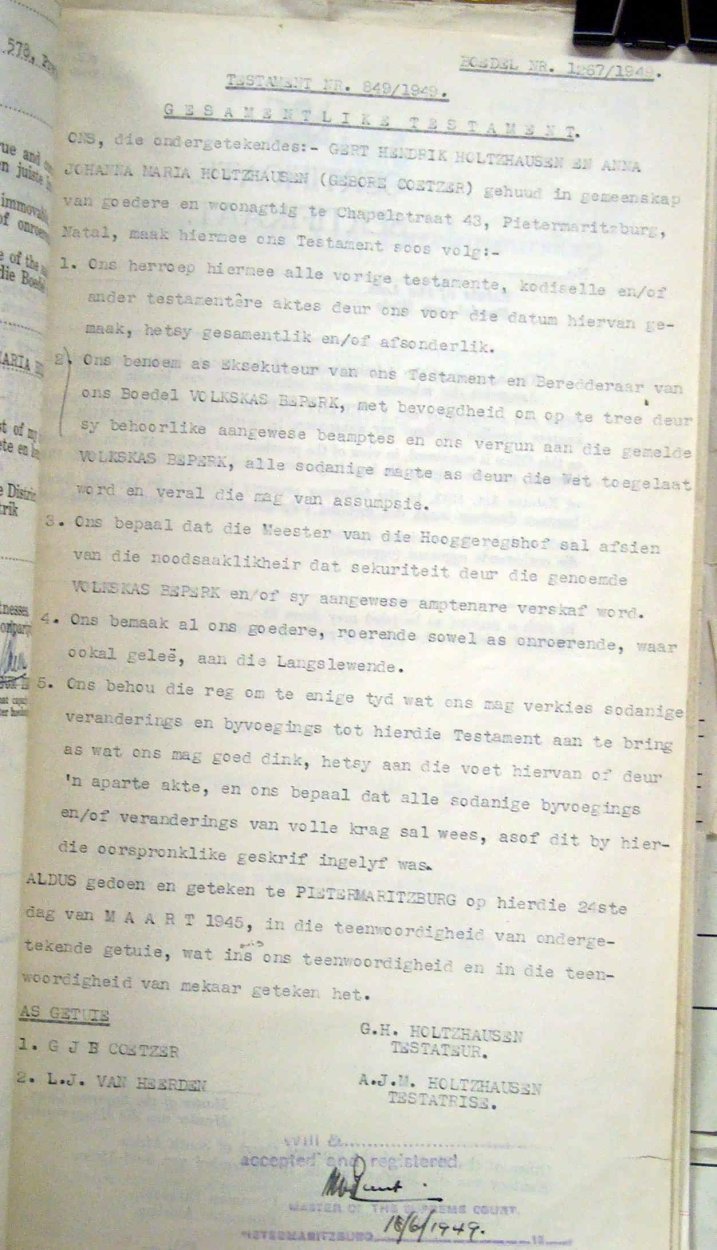 578,
BOEDEL NR. 1267/1949.
TESTAMENT NR. 849/1949.
GESAMENTLIKE TESTAMENT.
ONS, die ondergetekendes:- GERT HENDRIK HOLTZHAUSEN EN ANNA
JOHANNA MARIA HOLTZHAUSEN (GEBORE COETZER) gehuud in gemeenskap
van goedere en woonagtig te Chapelstraat 43, Pietermaritzburg,
Natal, maak hiermee ons Testament soos volg:-
1. Ons herroep hiermee alle vorige testamente, kodiselle en/of
ander testamentêre aktes deur ons voor die datum hiervan ge-
maak, hetsy gesamentlik en/of afsonderlik.
2. Ons benoem as Eksekuteur van ons Testament en Beredderaar van
ons Boedel VOLKSKAS BEPERK, met bevoegdheid om op te tree deur
sy behoorlike aangewese beamptes en ons vergun aan die gemelde
VOLKSKAS BEPERK, alle sodanige magte as deur die Wet toegelaat
word en veral die mag van assumpsie.
3. Ons bepaal dat die Meester van die Hooggeregshof sal afsien
van die noodsaaklikheir dat sekuriteit deur die genoemde
VOLKSKAS BEPERK en/of sy aangewese amptenare verskaf word.
4. Ons bemaak al ons goedere, roerende sowel as onroerende, waar
ookal geleë, aan die Langslewende.
5. Ons behou die reg om te enige tyd wat ons mag verkies sodanige
veranderings en byvoegings tot hierdie Testament aan te bring
as wat ons mag goed dink, hetsy aan die voet hiervan of deur
'n aparte akte, en ons bepaal dat alle sodanige byvoegings
en/of veranderings van volle krag sal wees, asof dit by hier-
die oorspronklike geskrif ingelyf was.
ALDUS gedoen en geteken te PIETERMARITZBURG op hierdie 24ste
dag van M A A R T 1945, in die teenwoordigheid van onderge-
tekende getuie, wat in ons teenwoordigheid en in die teen-
woordigheid van mekaar geteken het.
AS GETUIE
G.H. HOLTZHAUSEN
TESTATEUR.
1. G J B COETZER
2. L.J. VAN HEERDEN
A.J.M. HOLTZHAUSEN
TESTATRISE.
Will &
accepted and registered.
MASTER OF THE SUPREME COURT.
18/6/1949.
PIETERMARITZBURG 19